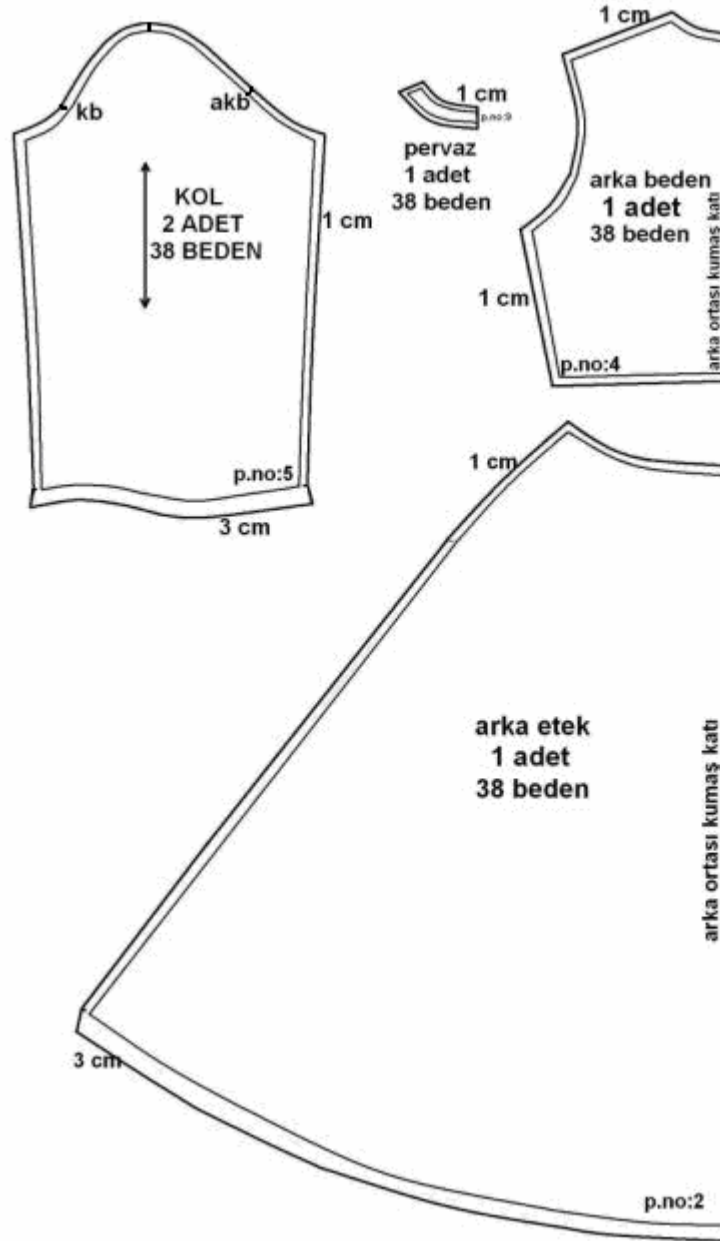 kb
akb
KOL
2 ADET
38 BEDEN
1 cm
p.no:5
3 cm
1 cm
p.no:9
pervaz
1 adet
38 beden
1 cm
arka beden
1 adet
38 beden
1 cm
p.no:4
arka ortası kumaş katı
1 cm
arka etek
1 adet
38 beden
arka ortası kumaş katı
3 cm
p.no:2